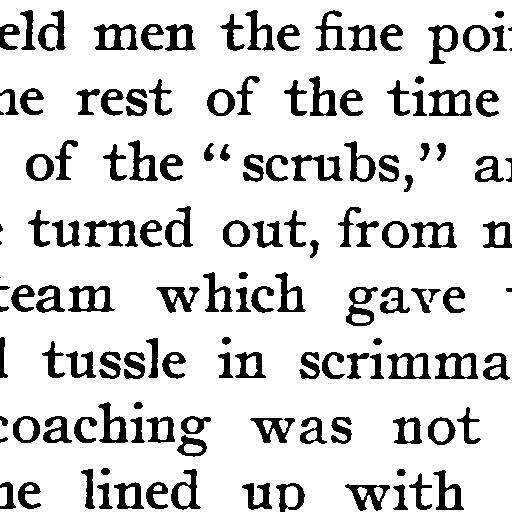 eld men the fine poi
ne rest of the time
of the “scrubs,” a
turned out, from n
team which gave
tussle in scrimma
coaching was not
ne lined up with